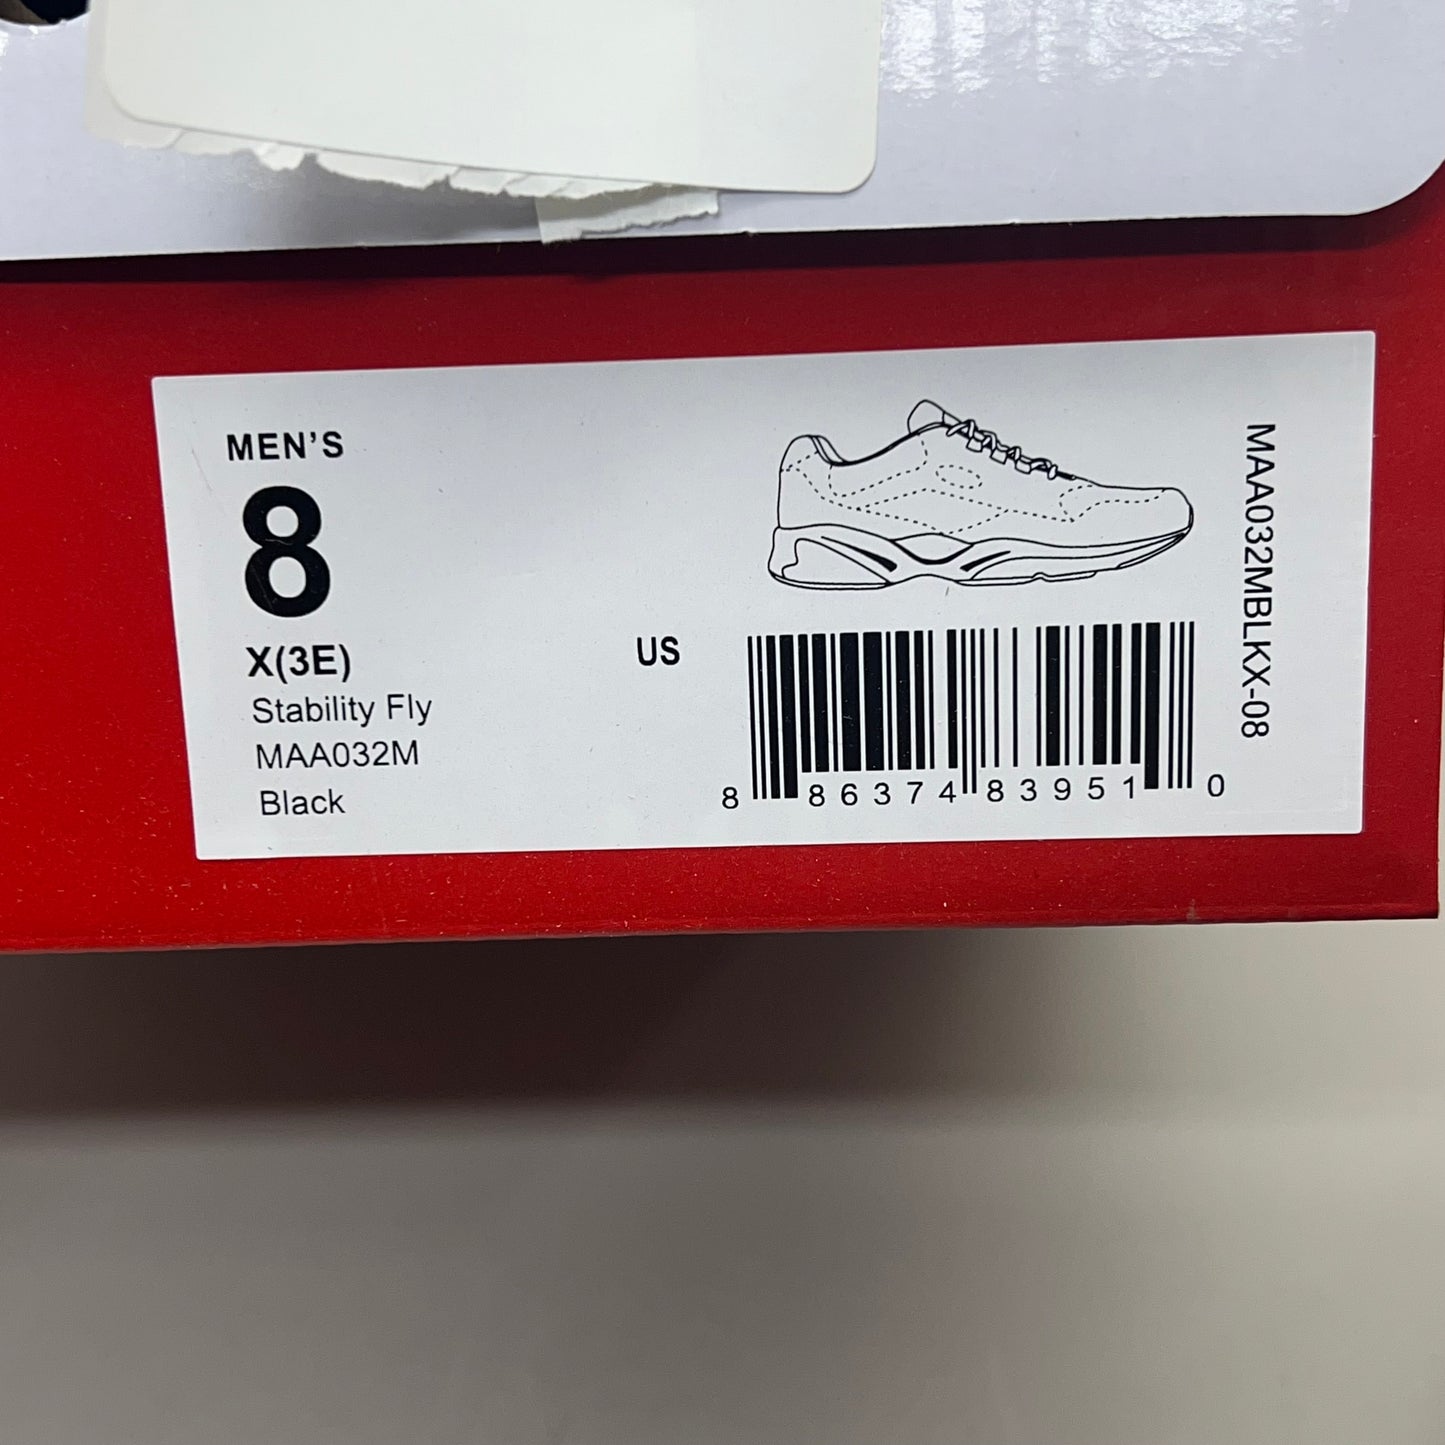 MEN'S
8
X(3E)
US
Stability Fly
MAA032M
Black
8 86374 83951 0
MAA032MBLKX-08